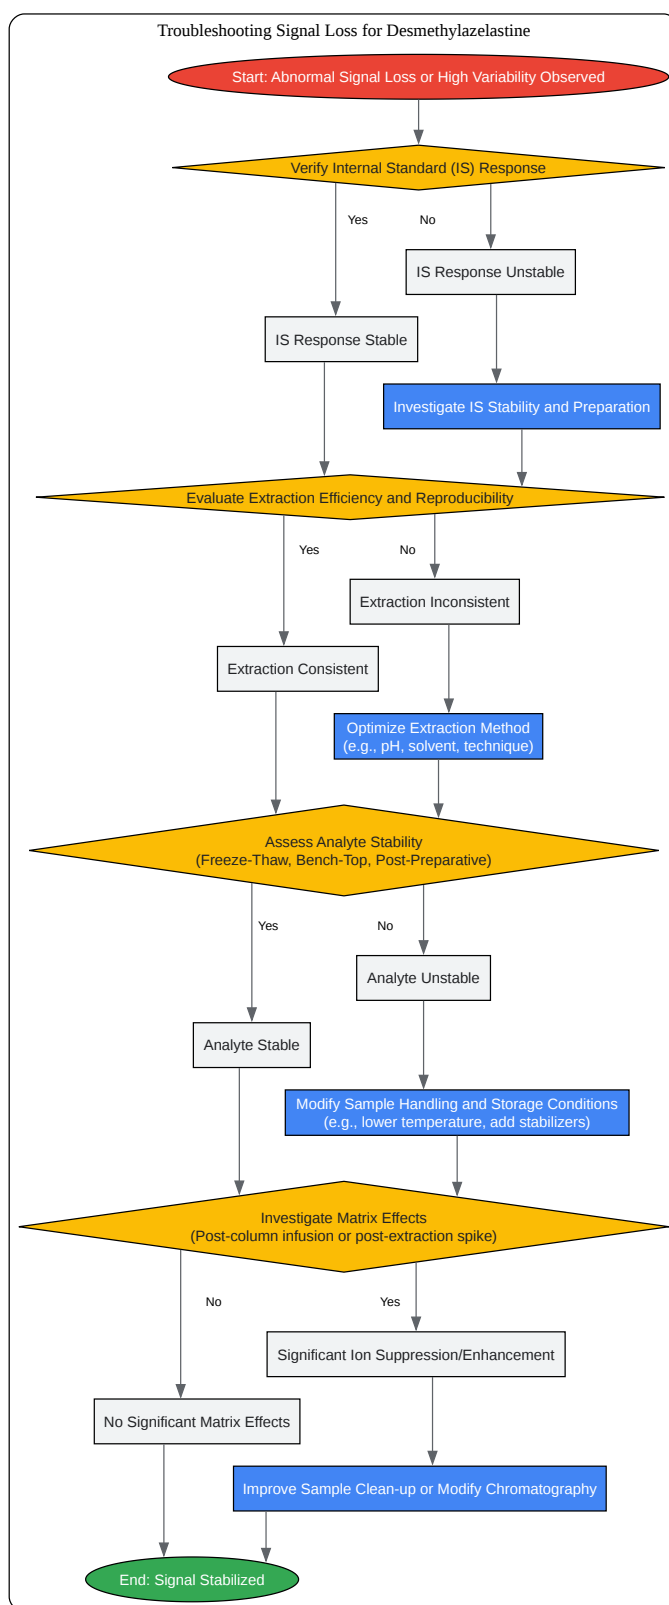 Troubleshooting Signal Loss for Desmethylazelastine
Start: Abnormal Signal Loss or High Variability Observed
Verify Internal Standard (IS) Response
Yes
No
IS Response Unstable
IS Response Stable
Investigate IS Stability and Preparation
Evaluate Extraction Efficiency and Reproducibility
Yes
No
Extraction Inconsistent
Extraction Consistent
Optimize Extraction Method
(e.g., pH, solvent, technique)
Assess Analyte Stability
(Freeze-Thaw, Bench-Top, Post-Preparative)
Yes
No
Analyte Unstable
Analyte Stable
Modify Sample Handling and Storage Conditions
(e.g., lower temperature, add stabilizers)
Investigate Matrix Effects
(Post-column infusion or post-extraction spike)
No
Yes
Significant Ion Suppression/Enhancement
No Significant Matrix Effects
Improve Sample Clean-up or Modify Chromatography
End: Signal Stabilized